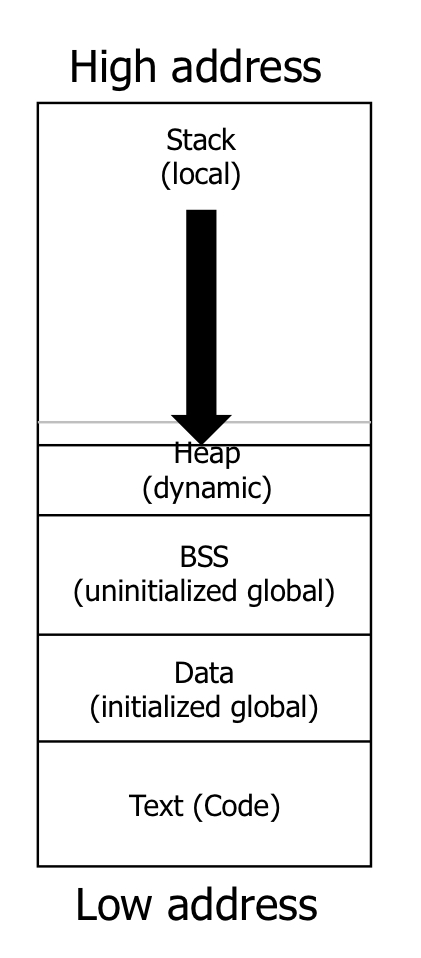 High address
Stack
(local)
Heap
(dynamic)
BSS
(uninitialized global)
Data
(initialized global)
Text (Code)
Low address